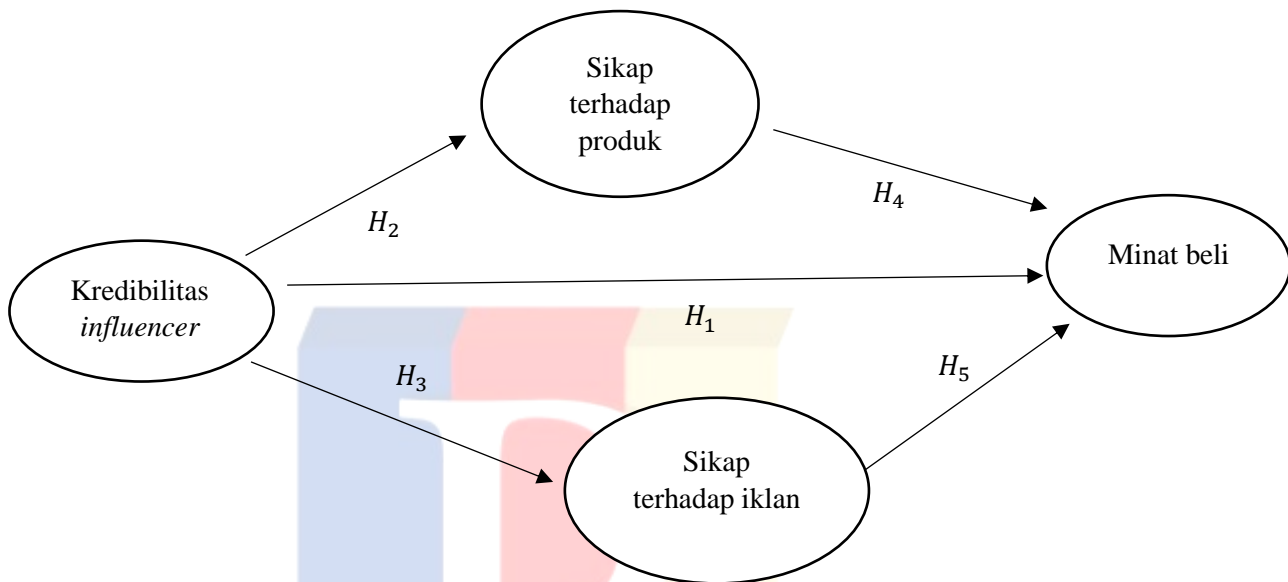 Sikap
terhadap
produk
H₄
H₂
Minat beli
Kredibilitas
influencer
H₁
H₃
H₅
Sikap
terhadap iklan